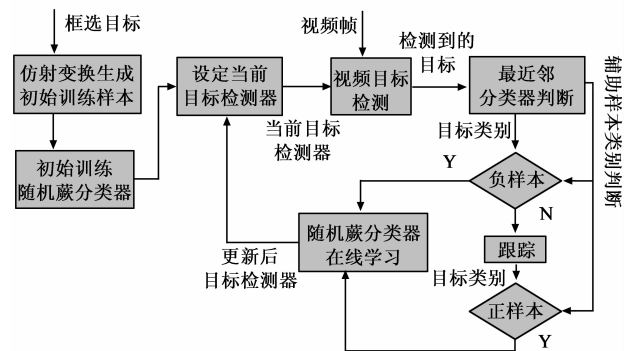 框选目标
仿射变换生成
初始训练样本
初始训练
随机蕨分类器
设定当前
目标检测器
当前目标
检测器
视频帧
视频目标
检测
检测到的
目标
最近邻
分类器判断
辅助样本类别判断
目标类别
负样本
Y
N
跟踪
目标类别
正样本
Y
随机蕨分类器
在线学习
更新后
目标检测器